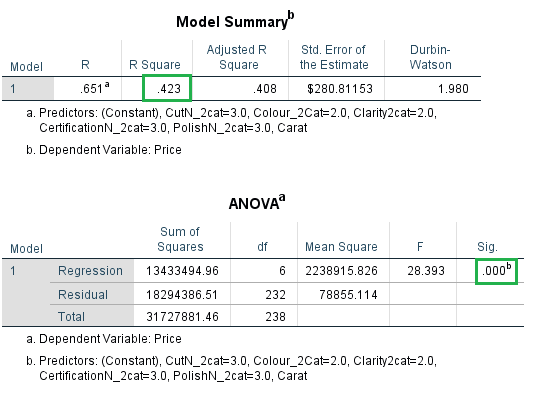 Model Summaryb
Model R R Square Adjusted R Square Std. Error of the Estimate Durbin-Watson
1 .651a .423 .408 $280.81153 1.980
a. Predictors: (Constant), CutN_2cat=3.0, Colour_2Cat=2.0, Clarity2cat=2.0,
CertificationN_2cat=3.0, PolishN_2cat=3.0, Carat
b. Dependent Variable: Price
ANOVAa
Model Sum of Squares df Mean Square F Sig.
1 Regression 13433494.96 6 2238915.826 28.393 .000b
Residual 18294386.51 232 78855.114
Total 31727881.46 238
a. Dependent Variable: Price
b. Predictors: (Constant), CutN_2cat=3.0, Colour_2Cat=2.0, Clarity2cat=2.0,
CertificationN_2cat=3.0, PolishN_2cat=3.0, Carat